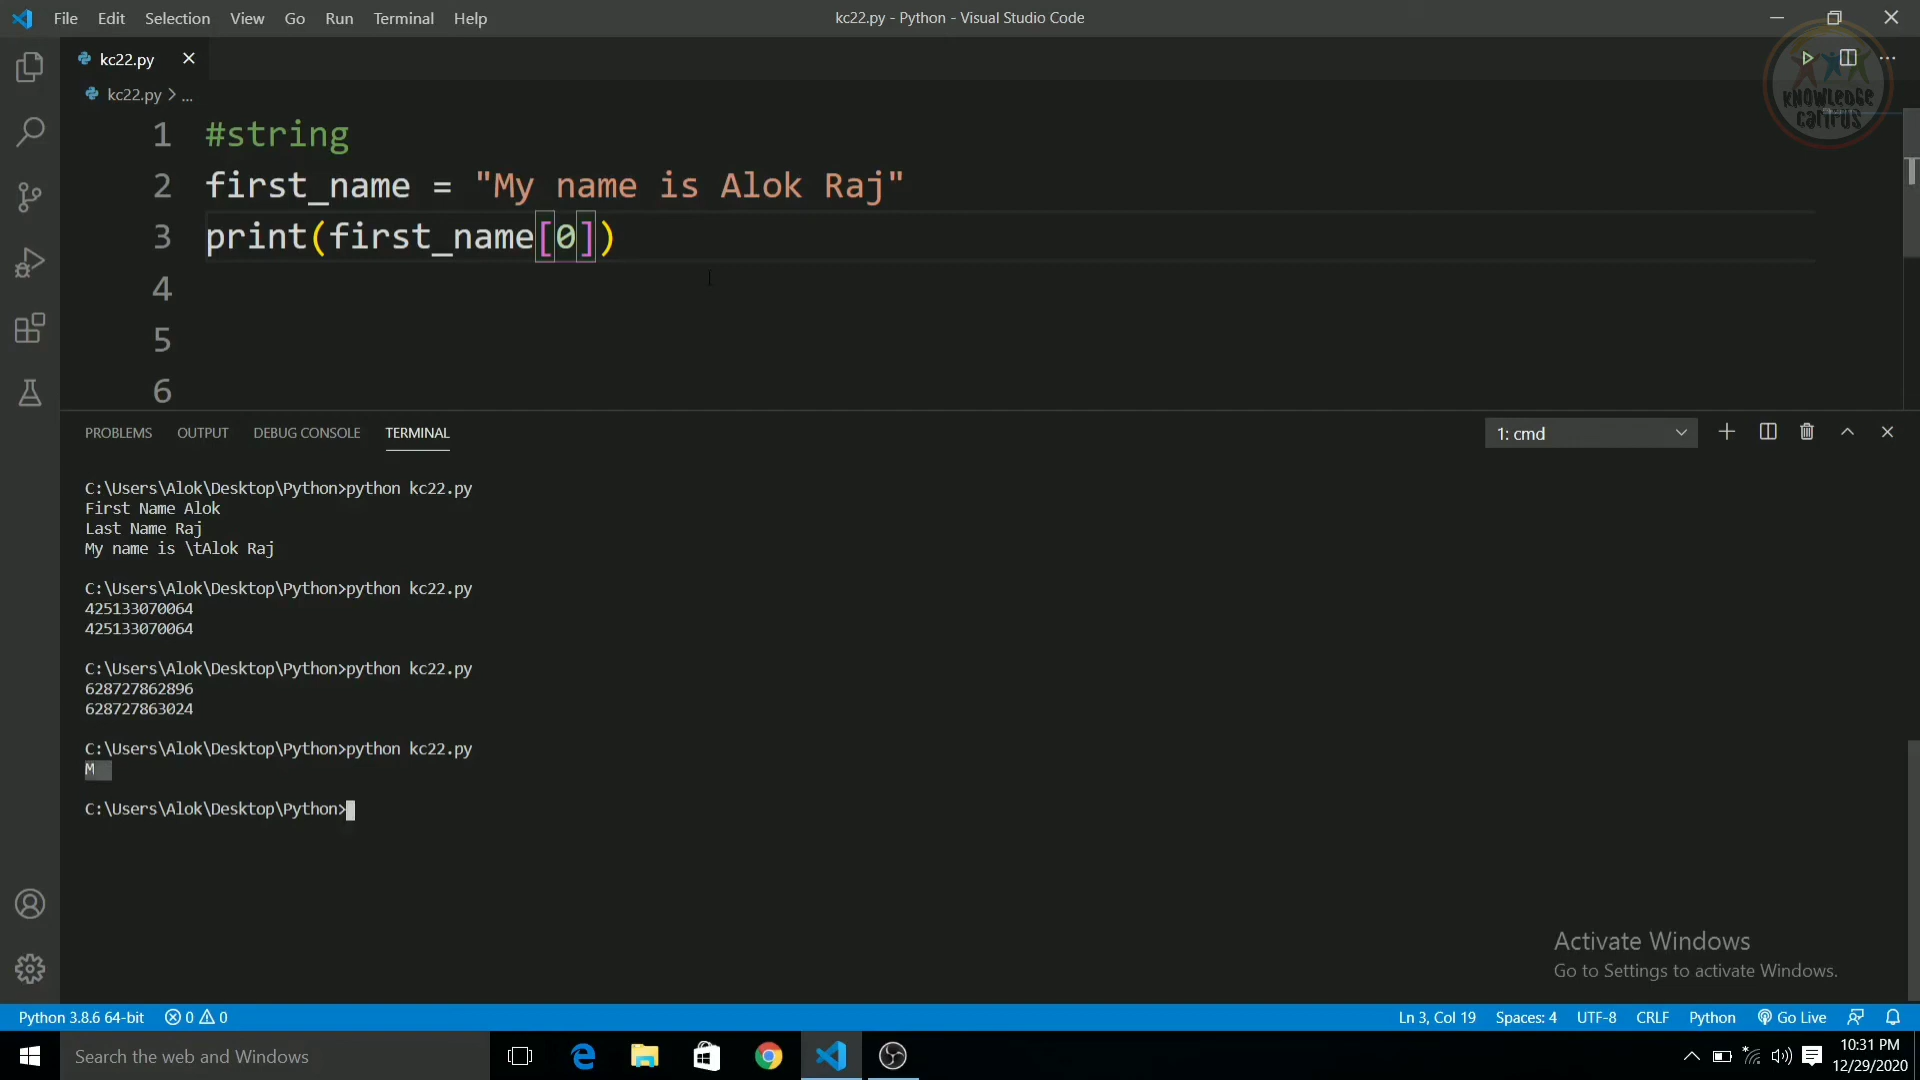 File Edit Selection View Go Run Terminal Help
kc22.py - Python - Visual Studio Code
kc22.py
kc22.py > ...
KNOWLEDGE
CAMPUS
1 #string
2 first_name = "My name is Alok Raj"
3 print(first_name[0])
4
5
6
PROBLEMS OUTPUT DEBUG CONSOLE TERMINAL
1: cmd
C:\Users\Alok\Desktop\Python>python kc22.py
First Name Alok
Last Name Raj
My name is \tAlok Raj
C:\Users\Alok\Desktop\Python>python kc22.py
425133070064
425133070064
C:\Users\Alok\Desktop\Python>python kc22.py
628727862896
628727863024
C:\Users\Alok\Desktop\Python>python kc22.py
M
C:\Users\Alok\Desktop\Python>
Activate Windows
Go to Settings to activate Windows.
Python 3.8.6 64-bit 0 0 Ln 3, Col 19 Spaces: 4 UTF-8 CRLF Python Go Live
Search the web and Windows
10:31 PM
12/29/2020